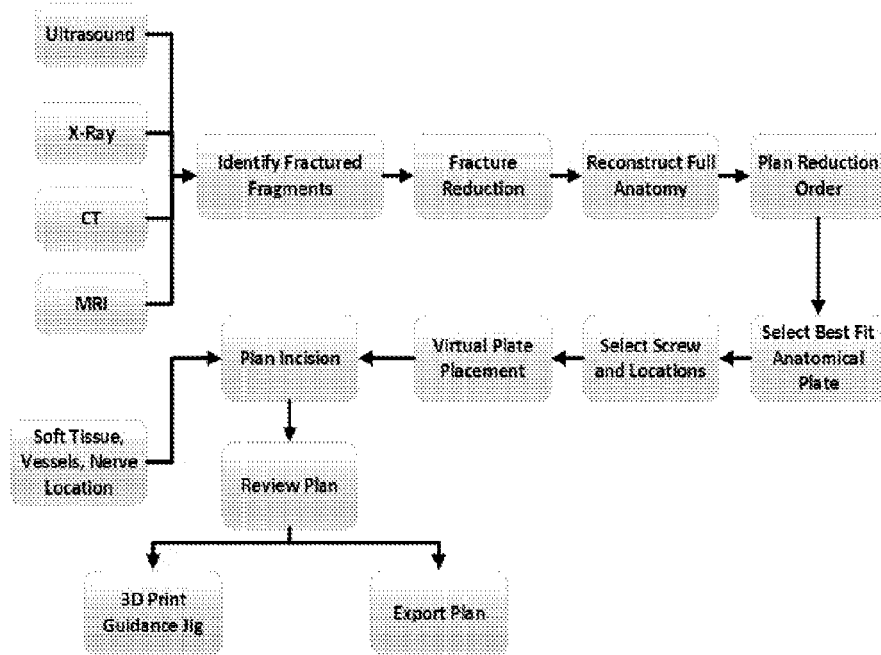 Ultrasound
X-Ray
CT
MRI
Identify Fractured
Fragments
Fracture
Reduction
Reconstruct Full
Anatomy
Plan Reduction
Order
Select Best Fit
Anatomical
Plate
Select Screw
and Locations
Virtual Plate
Placement
Plan Incision
Soft Tissue,
Vessels, Nerve
Location
Review Plan
3D Print
Guidance Jig
Export Plan